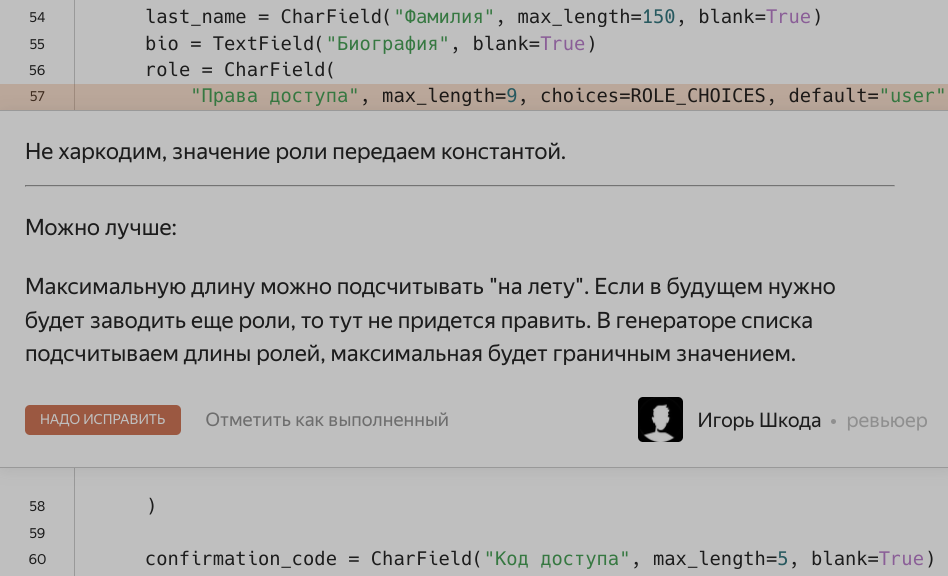 54 last_name = CharField("Фамилия", max_length=150, blank=True)
55 bio = TextField("Биография", blank=True)
56 role = CharField(
57 "Права доступа", max_length=9, choices=ROLE_CHOICES, default="user"
Не харкодим, значение роли передаем константой.
Можно лучше:
Максимальную длину можно подсчитывать "на лету". Если в будущем нужно
будет заводить еще роли, то тут не придется править. В генераторе списка
подсчитываем длины ролей, максимальная будет граничным значением.
НАДО ИСПРАВИТЬ Отметить как выполненный Игорь Шкода • ревьюер
58 )
59
60 confirmation_code = CharField("Код доступа", max_length=5, blank=True)